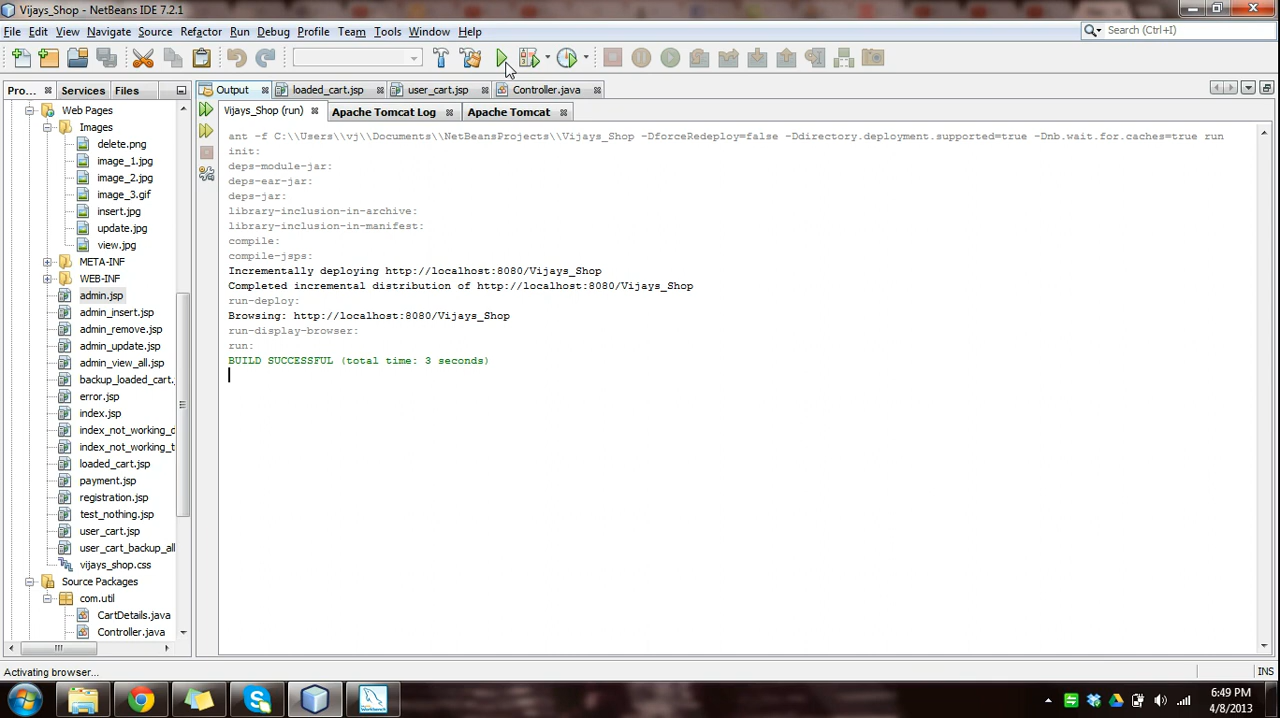 Vijays_Shop - NetBeans IDE 7.2.1
File Edit View Navigate Source Refactor Run Debug Profile Team Tools Window Help
Search (Ctrl+I)
Pro... Services Files
Output loaded_cart.jsp user_cart.jsp Controller.java
Vijays_Shop (run) Apache Tomcat Log Apache Tomcat
Web Pages
Images
delete.png
image_1.jpg
image_2.jpg
image_3.gif
insert.jpg
update.jpg
view.jpg
META-INF
WEB-INF
admin.jsp
admin_insert.jsp
admin_remove.jsp
admin_update.jsp
admin_view_all.jsp
backup_loaded_cart.
error.jsp
index.jsp
index_not_working_d
index_not_working_t
loaded_cart.jsp
payment.jsp
registration.jsp
test_nothing.jsp
user_cart.jsp
user_cart_backup_all
vijays_shop.css
Source Packages
com.util
CartDetails.java
Controller.java
ant -f C:\\Users\\vj\\Documents\\NetBeansProjects\\Vijays_Shop -DforceRedeploy=false -Ddirectory.deployment.supported=true -Dnb.wait.for.caches=true run
init:
deps-module-jar:
deps-ear-jar:
deps-jar:
library-inclusion-in-archive:
library-inclusion-in-manifest:
compile:
compile-jsps:
Incrementally deploying http://localhost:8080/Vijays_Shop
Completed incremental distribution of http://localhost:8080/Vijays_Shop
run-deploy:
Browsing: http://localhost:8080/Vijays_Shop
run-display-browser:
run:
BUILD SUCCESSFUL (total time: 3 seconds)
Activating browser...
INS
6:49 PM
4/8/2013